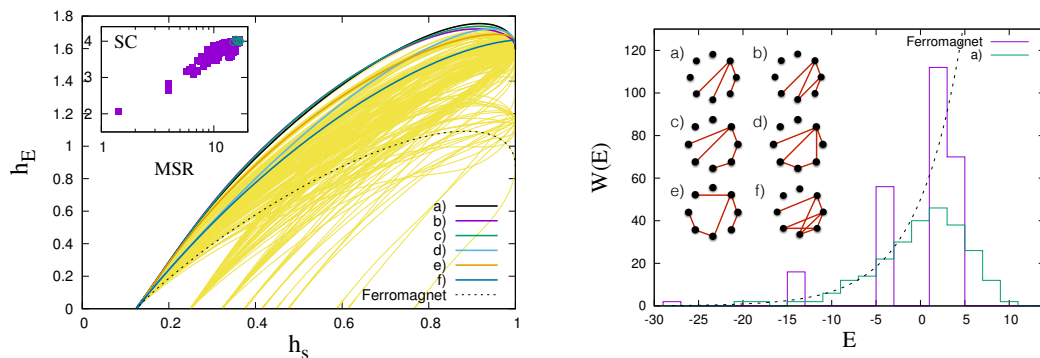 SC
4
3
2
10
MSR
h_E
1.8
1.6
1.4
1.2
1
0.8
0.6
0.4
0.2
0
a)
b)
c)
d)
e)
f)
Ferromagnet
0 0.2 0.4 0.6 0.8 1
h_s
W(E)
120
100
80
60
40
20
0
Ferromagnet
a)
a) b)
c) d)
e) f)
-30 -25 -20 -15 -10 -5 0 5 10
E